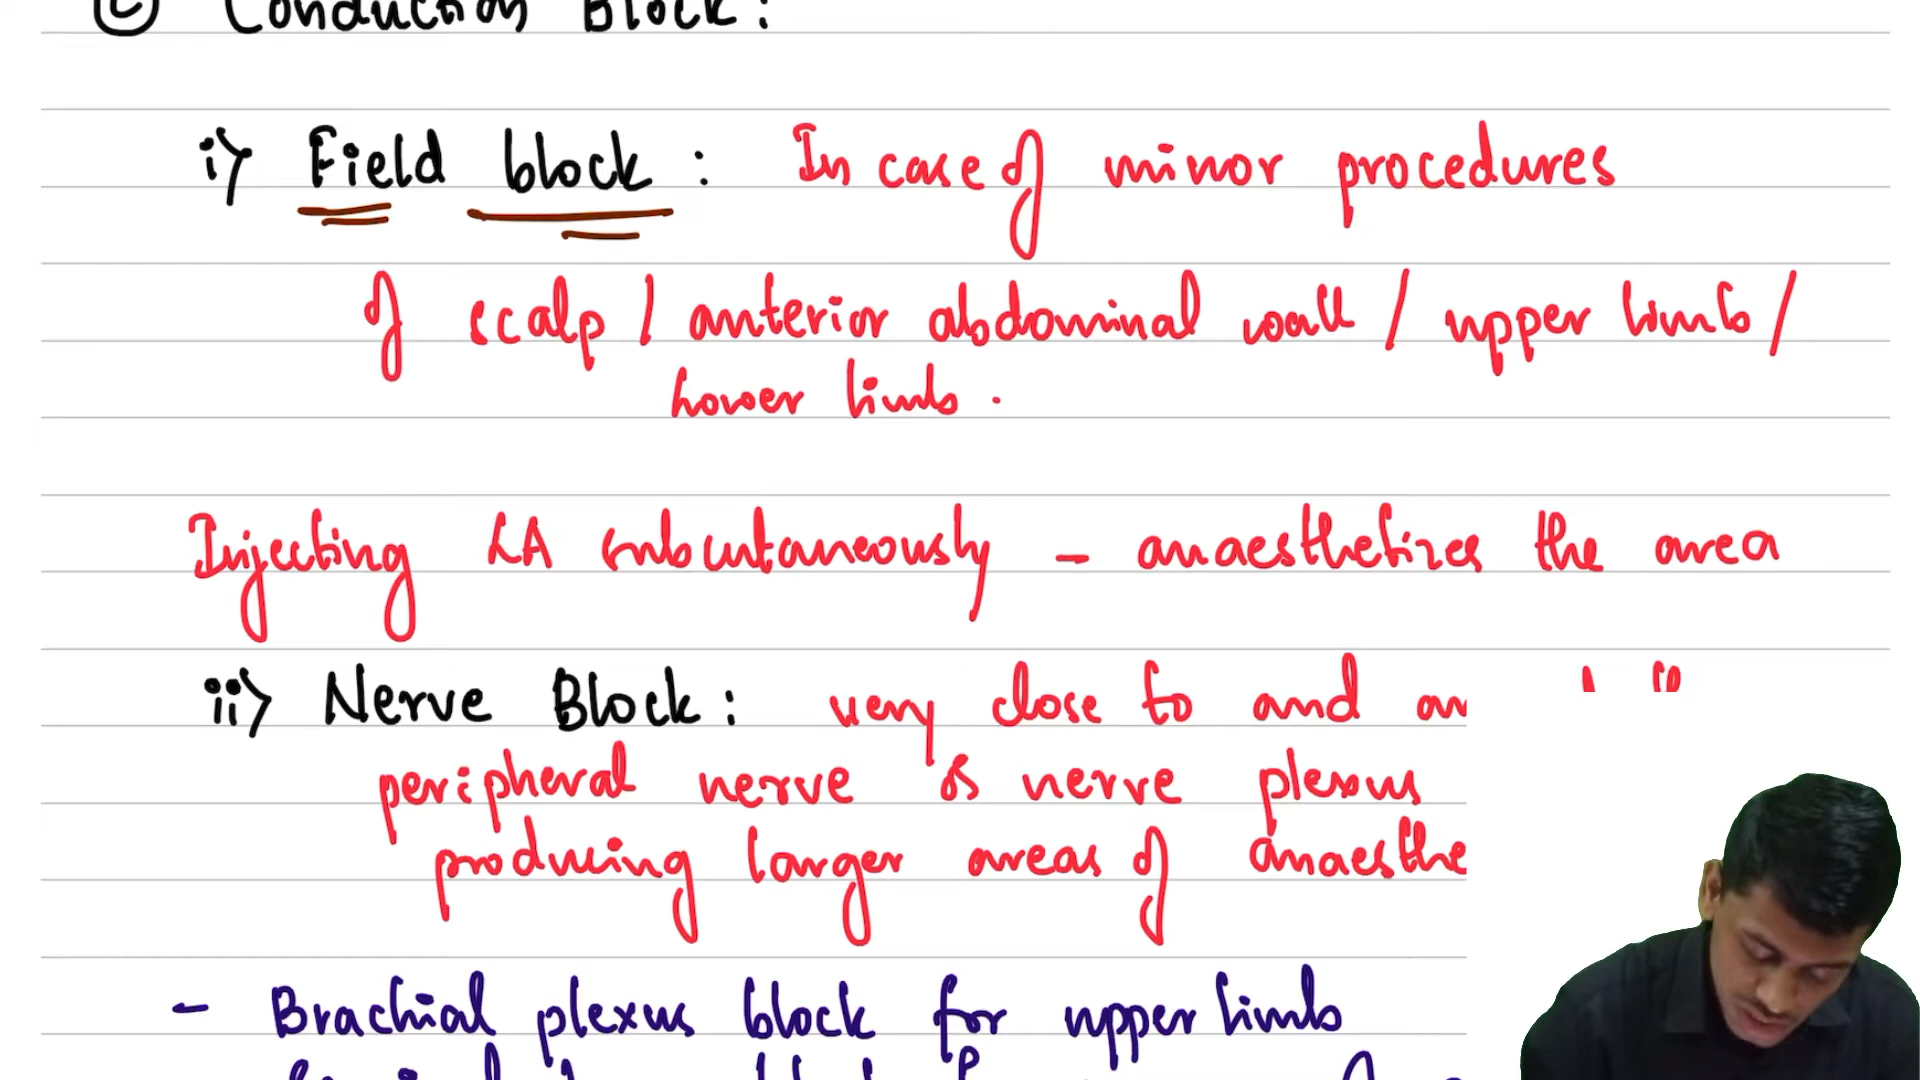 © Conduction Block:
i) Field block : In case of minor procedures
of scalp / anterior abdominal wall / upper limb /
lower limb .
Injecting LA subcutaneously - anaesthetizes the area
ii) Nerve Block : very close to and
peripheral nerve or nerve plexus
producing larger areas of anaesthe
- Brachial plexus block for upper limb